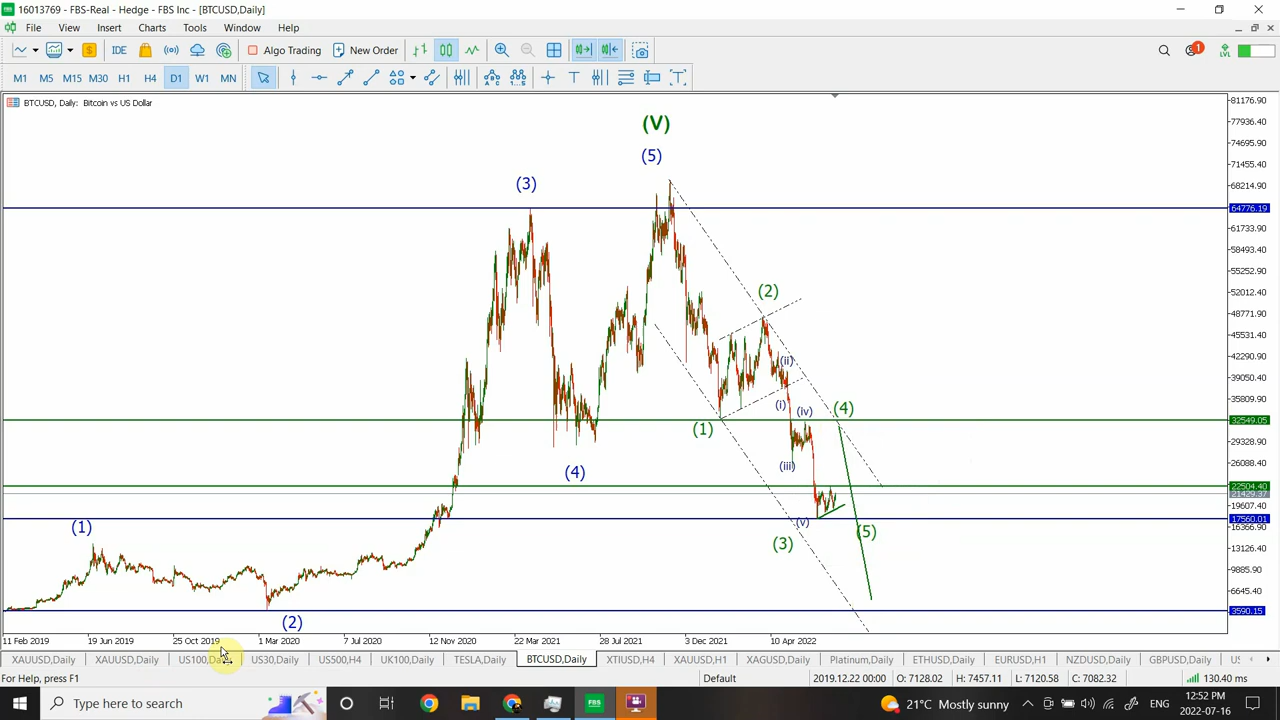 16013769 - FBS-Real - Hedge - FBS Inc - [BTCUSD,Daily]
File View Insert Charts Tools Window Help
IDE Algo Trading New Order 1 LVL
M1 M5 M15 M30 H1 H4 D1 W1 MN
BTCUSD, Daily: Bitcoin vs US Dollar
81176.90
77936.40
74695.90
71455.40
68214.90
64776.19
61733.90
58493.40
55252.90
52012.40
48771.90
45531.40
42290.90
39050.40
35809.90
32549.05
29328.90
26088.40
22504.40
21429.37
19607.40
17560.01
16366.90
13126.40
9885.90
6645.40
3590.15
(V)
(5)
(3)
(2)
(ii)
(i)
(iv)
(4)
(1)
(iii)
(4)
(1)
(v)
(5)
(3)
(2)
11 Feb 2019 19 Jun 2019 25 Oct 2019 1 Mar 2020 7 Jul 2020 12 Nov 2020 22 Mar 2021 28 Jul 2021 3 Dec 2021 10 Apr 2022
XAUUSD,Daily XAUUSD,Daily US100, US30,Daily US500,H4 UK100,Daily TESLA,Daily BTCUSD,Daily XTIUSD,H4 XAUUSD,H1 XAGUSD,Daily Platinum,Daily ETHUSD,Daily EURUSD,H1 NZDUSD,Daily GBPUSD,Daily
For Help, press F1 Default 2019.12.22 00:00 O: 7128.02 H: 7457.11 L: 7120.58 C: 7082.32 130.40 ms
Type here to search FBS 21°C Mostly sunny ENG 12:52 PM
2022-07-16